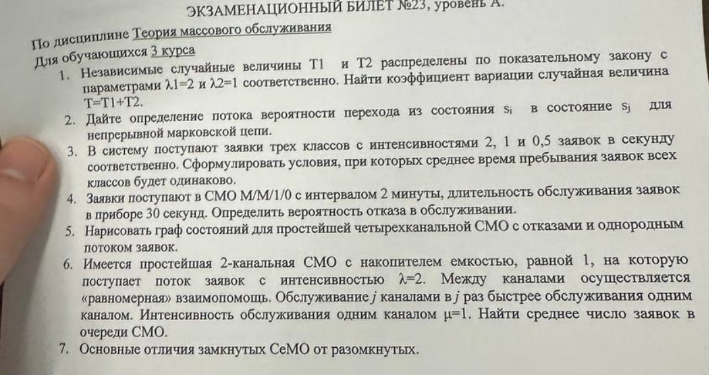 ЭКЗАМЕНАЦИОННЫЙ БИЛЕТ №23, уровень А.
По дисциплине Теория массового обслуживания
Для обучающихся 3 курса
1. Независимые случайные величины Т1 и Т2 распределены по показательному закону с
параметрами λ1=2 и λ2=1 соответственно. Найти коэффициент вариации случайная величина
Т=Т1+Т2.
2. Дайте определение потока вероятности перехода из состояния si в состояние sj для
непрерывной марковской цепи.
3. В систему поступают заявки трех классов с интенсивностями 2, 1 и 0,5 заявок в секунду
соответственно. Сформулировать условия, при которых среднее время пребывания заявок всех
классов будет одинаково.
4. Заявки поступают в СМО M/M/1/0 с интервалом 2 минуты, длительность обслуживания заявок
в приборе 30 секунд. Определить вероятность отказа в обслуживании.
5. Нарисовать граф состояний для простейшей четырехканальной СМО с отказами и однородным
потоком заявок.
6. Имеется простейшая 2-канальная СМО с накопителем емкостью, равной 1, на которую
поступает поток заявок с интенсивностью λ=2. Между каналами осуществляется
«равномерная» взаимопомощь. Обслуживание j каналами в j раз быстрее обслуживания одним
каналом. Интенсивность обслуживания одним каналом μ=1. Найти среднее число заявок в
очереди СМО.
7. Основные отличия замкнутых СеМО от разомкнутых.